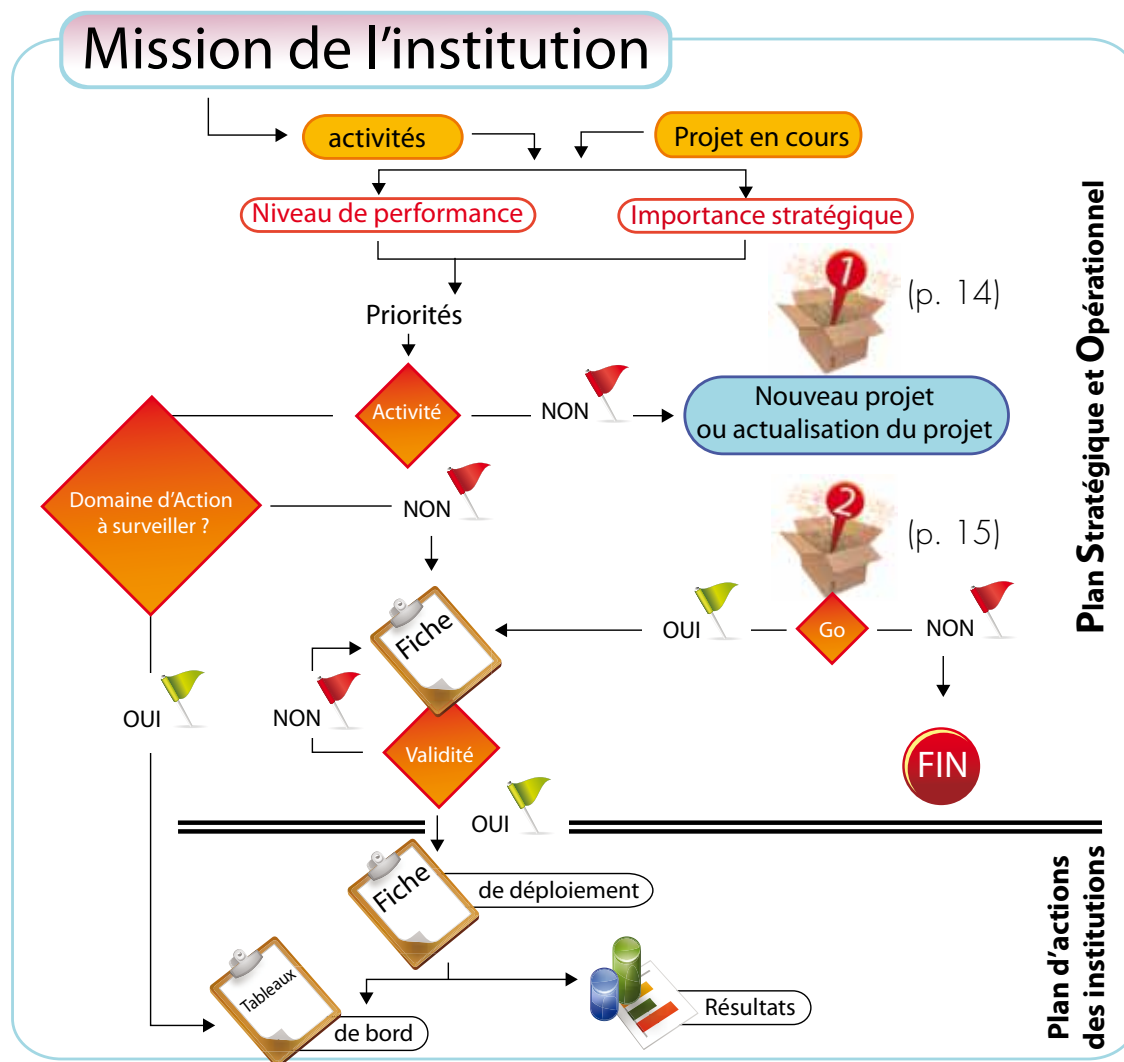 Mission de l'institution
activités
Projet en cours
Niveau de performance
Importance stratégique
Priorités
1
(p. 14)
Activité
NON
Nouveau projet
ou actualisation du projet
Domaine d'Action
à surveiller ?
NON
2
(p. 15)
Fiche
OUI
Go
NON
OUI
NON
Validité
FIN
OUI
Plan Stratégique et Opérationnel
Fiche
de déploiement
Tableaux
de bord
Résultats
Plan d'actions
des institutions